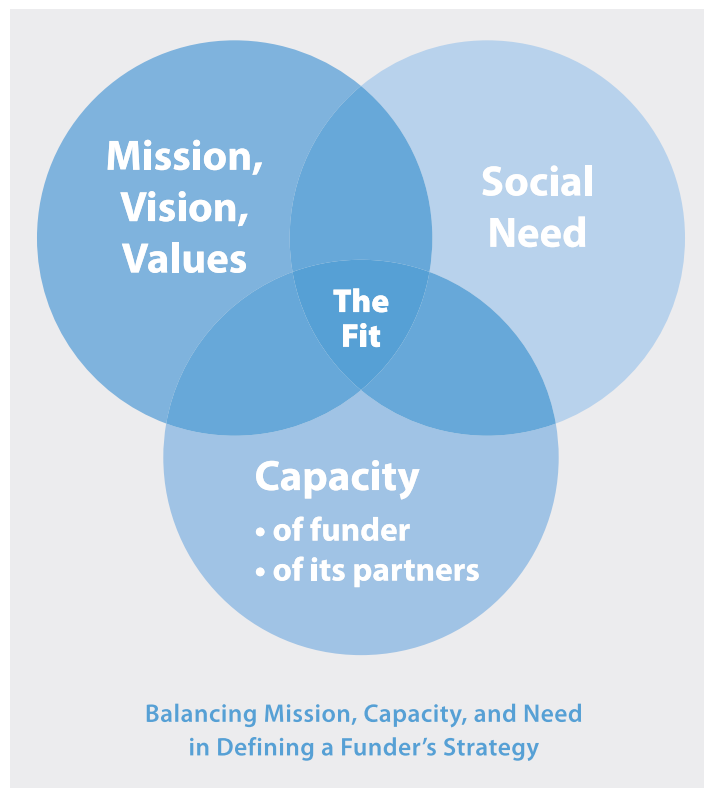 Mission,
Vision,
Values
Social
Need
The
Fit
Capacity
• of funder
• of its partners
Balancing Mission, Capacity, and Need
in Defining a Funder’s Strategy